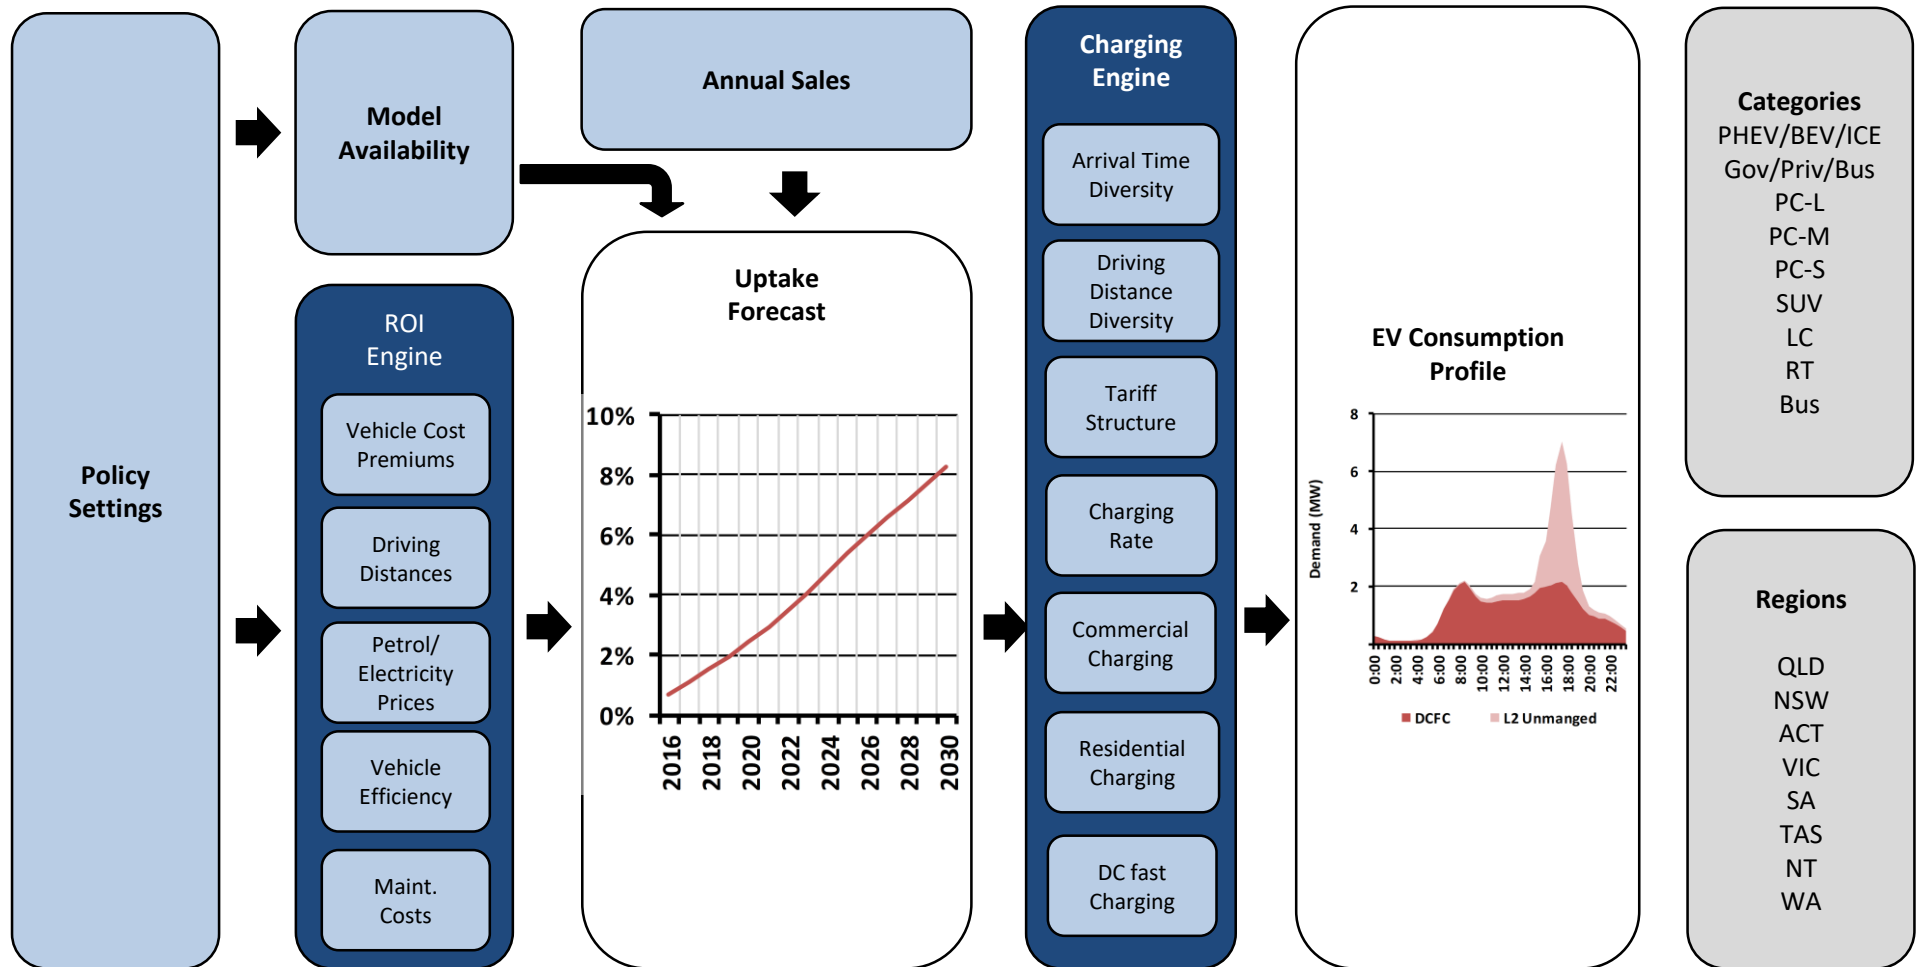 Policy
Settings
Model
Availability
ROI
Engine
Vehicle Cost
Premiums
Driving
Distances
Petrol/
Electricity
Prices
Vehicle
Efficiency
Maint.
Costs
Annual Sales
Uptake
Forecast
10%
8%
6%
4%
2%
0%
2016
2018
2020
2022
2024
2026
2028
2030
Charging
Engine
Arrival Time
Diversity
Driving
Distance
Diversity
Tariff
Structure
Charging
Rate
Commercial
Charging
Residential
Charging
DC fast
Charging
EV Consumption
Profile
Demand (MW)
8
6
4
2
0:00
2:00
4:00
6:00
8:00
10:00
12:00
14:00
16:00
18:00
20:00
22:00
DCFC
L2 Unmanged
Categories
PHEV/BEV/ICE
Gov/Priv/Bus
PC-L
PC-M
PC-S
SUV
LC
RT
Bus
Regions
QLD
NSW
ACT
VIC
SA
TAS
NT
WA